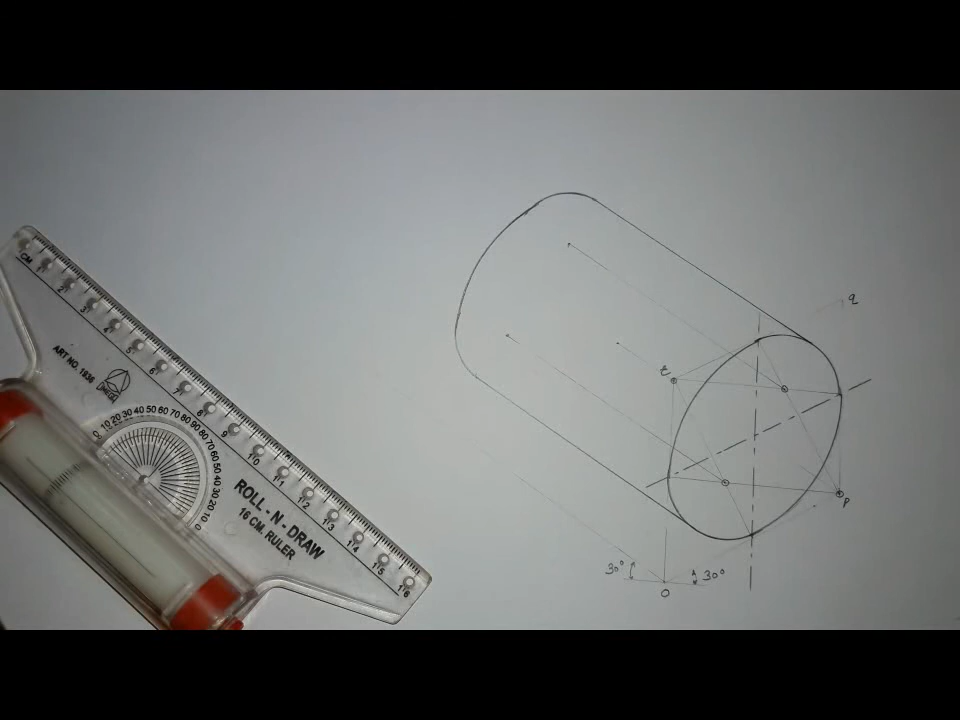 CM 1 2 3 4 5 6 7 8 9 10 11 12 13 14 15 16
ART NO. 1936
0 10 20 30 40 50 60 70 80 90 80 70 60 50 40 30 20 10 0
ROLL-N-DRAW
16 CM. RULER
q
r
p
30°
30°
O